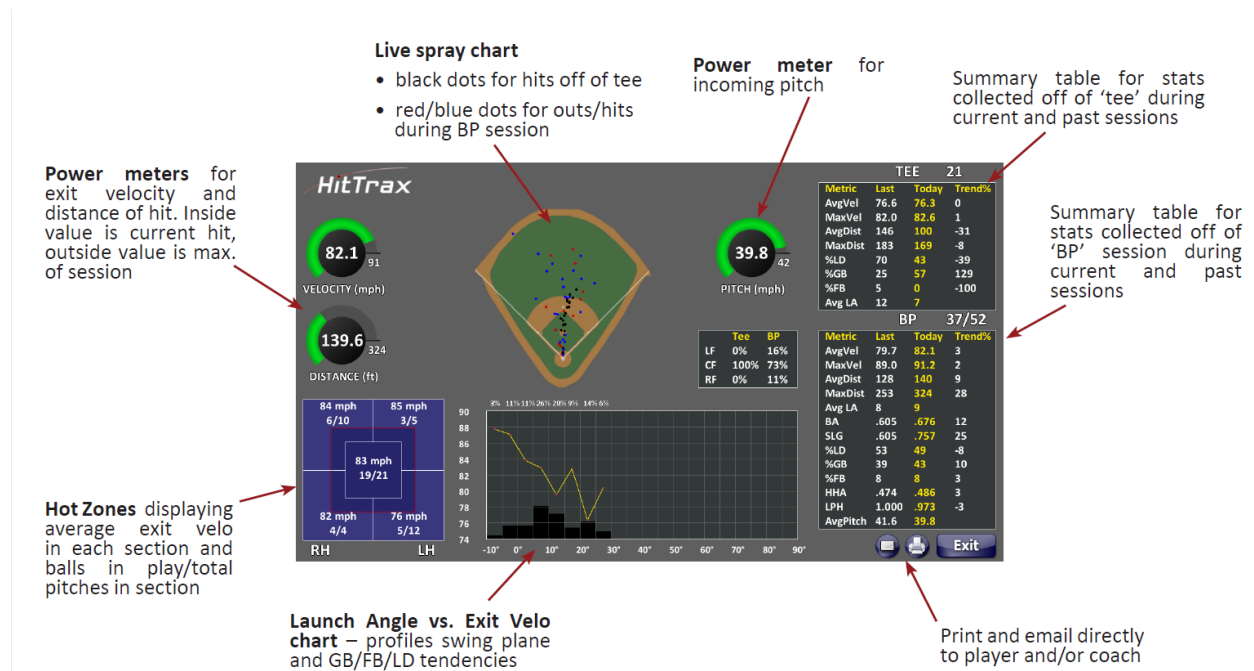 Live spray chart
• black dots for hits off of tee
• red/blue dots for outs/hits
during BP session
Power meter for
incoming pitch
Summary table for stats
collected off of ‘tee’ during
current and past sessions
Power meters for
exit velocity and
distance of hit. Inside
value is current hit,
outside value is max.
of session
Summary table for
stats collected off of
‘BP’ session during
current and past
sessions
HitTrax
82.1
91
VELOCITY (mph)
139.6
324
DISTANCE (ft)
39.8
42
PITCH (mph)
TEE 21
Metric Last Today Trend%
AvgVel 76.6 76.3 0
MaxVel 82.0 82.6 1
AvgDist 146 100 -31
MaxDist 183 169 -8
%LD 70 43 -39
%GB 25 57 129
%FB 5 0 -100
Avg LA 12 7
BP 37/52
Metric Last Today Trend%
AvgVel 79.7 82.1 3
MaxVel 89.0 91.2 2
AvgDist 128 140 9
MaxDist 253 324 28
Avg LA 8 9
BA .605 .676 12
SLG .605 .757 25
%LD 53 49 -8
%GB 39 43 10
%FB 8 8 3
HHA .474 .486 3
LPH 1.000 .973 -3
AvgPitch 41.6 39.8
Exit
Tee BP
LF 0% 16%
CF 100% 73%
RF 0% 11%
84 mph 85 mph
6/10 3/5
83 mph
19/21
82 mph 76 mph
4/4 5/12
RH LH
3% 11% 11% 26% 20% 9% 14% 6%
90
88
86
84
82
80
78
76
74
-10° 0° 10° 20° 30° 40° 50° 60° 70° 80° 90°
Hot Zones displaying
average exit velo
in each section and
balls in play/total
pitches in section
Launch Angle vs. Exit Velo
chart – profiles swing plane
and GB/FB/LD tendencies
Print and email directly
to player and/or coach